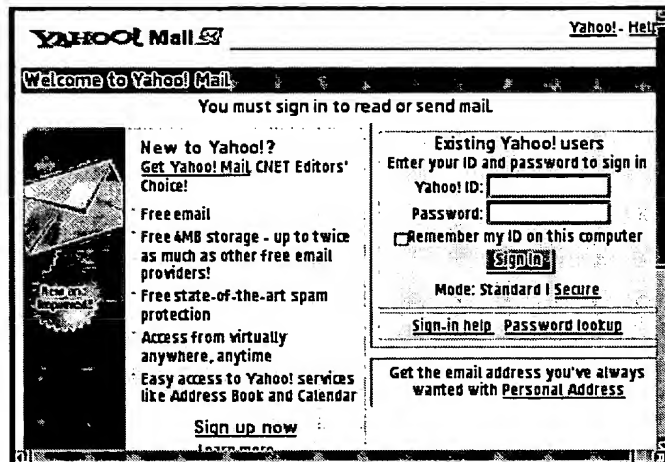 YAHOO! Mail
Yahoo! - Help
Welcome to Yahoo! Mail
You must sign in to read or send mail
New to Yahoo!?
Get Yahoo! Mail, CNET Editors'
Choice!
Free email
Free 4MB storage - up to twice
as much as other free email
providers!
Free state-of-the-art spam
protection
Access from virtually
anywhere, anytime
Easy access to Yahoo! services
like Address Book and Calendar
Sign up now
Learn more
New and
Improved!
Existing Yahoo! users
Enter your ID and password to sign in
Yahoo! ID:
Password:
Remember my ID on this computer
Sign in
Mode: Standard | Secure
Sign-in help Password lookup
Get the email address you've always
wanted with Personal Address